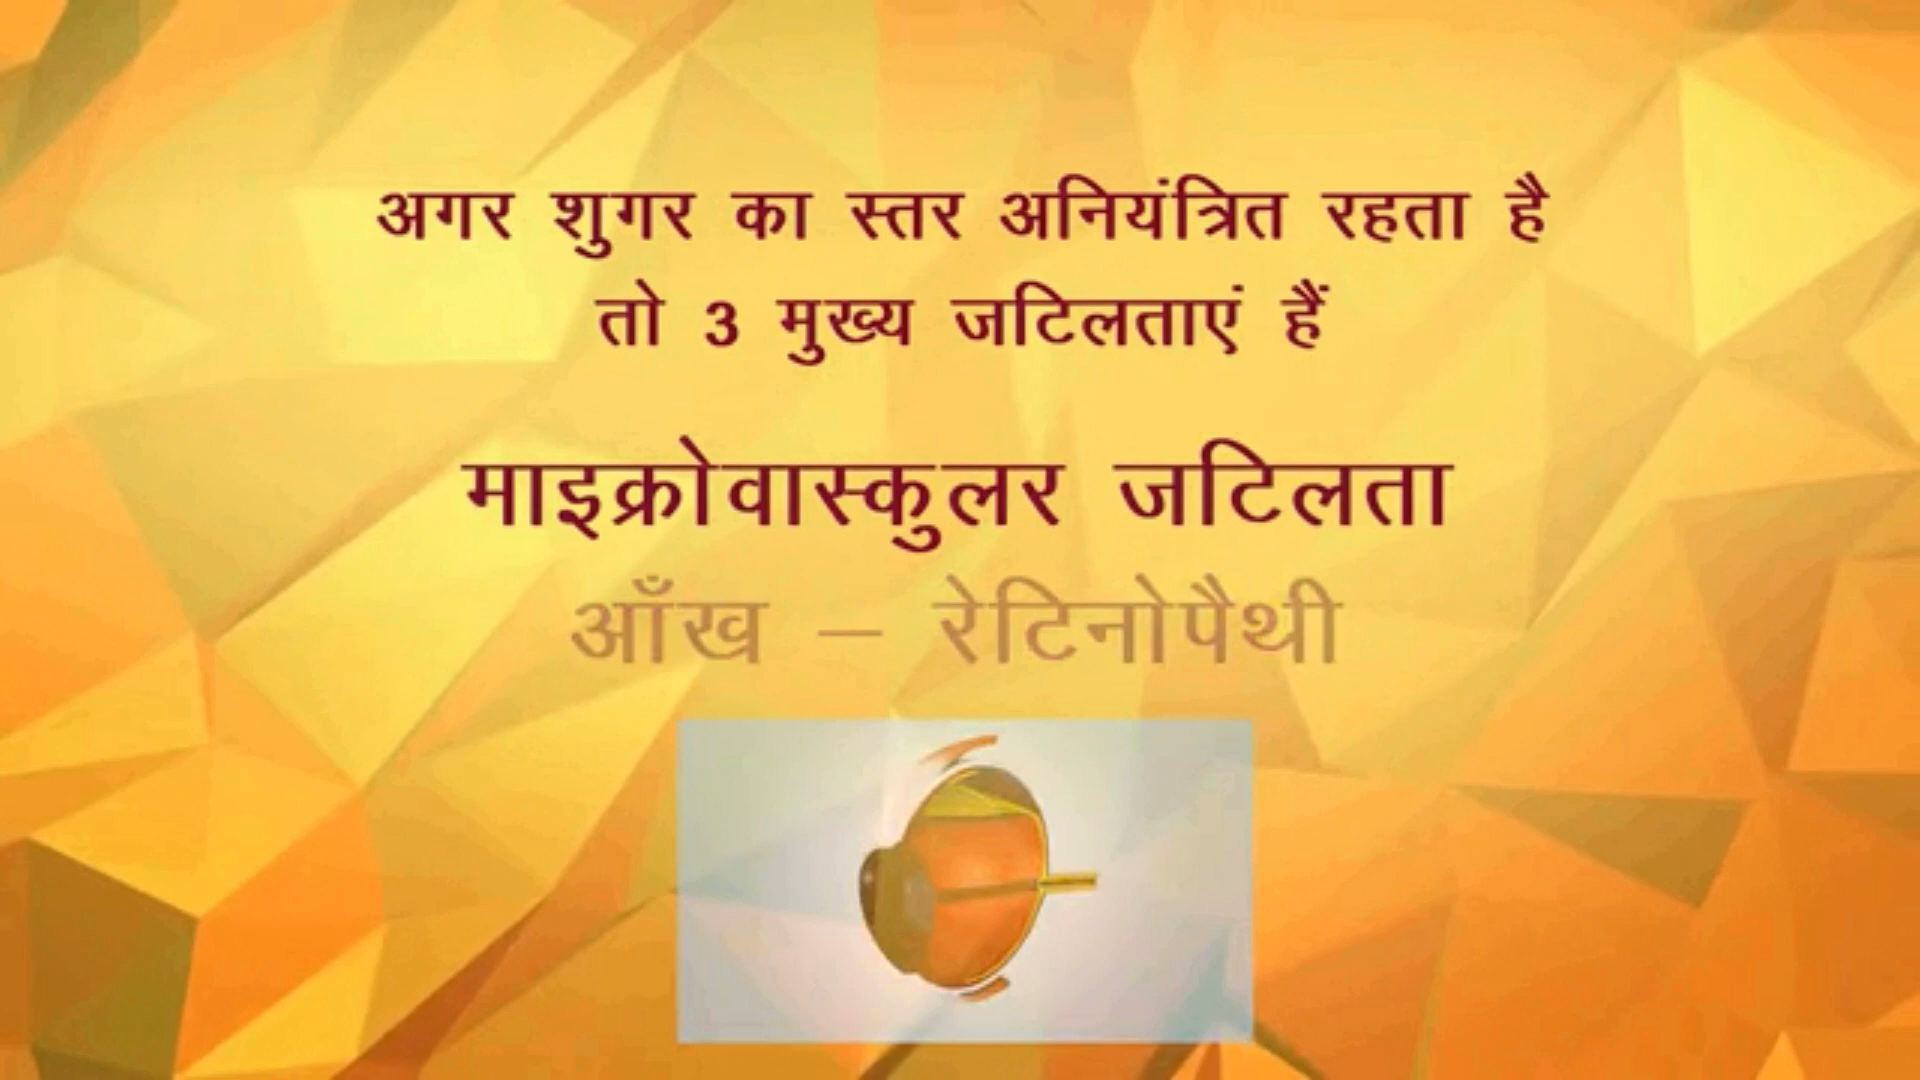 अगर शुगर का स्तर अनियंत्रित रहता है
तो 3 मुख्य जटिलताएं हैं
माइक्रोवास्कुलर जटिलता
आँख – रेटिनोपैथी